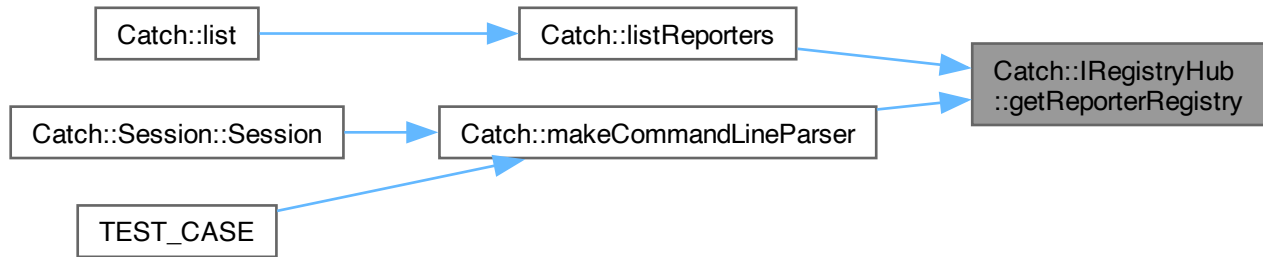 Catch::list
Catch::listReporters
Catch::IRegistryHub
::getReporterRegistry
Catch::Session::Session
Catch::makeCommandLineParser
TEST_CASE